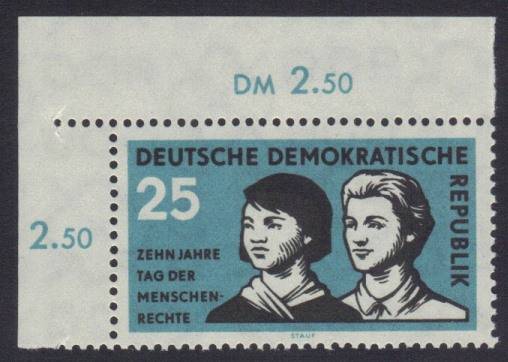 DM 2.50
2.50
DEUTSCHE DEMOKRATISCHE
REPUBLIK
25
ZEHN JAHRE
TAG DER
MENSCHEN-
RECHTE
STAUF